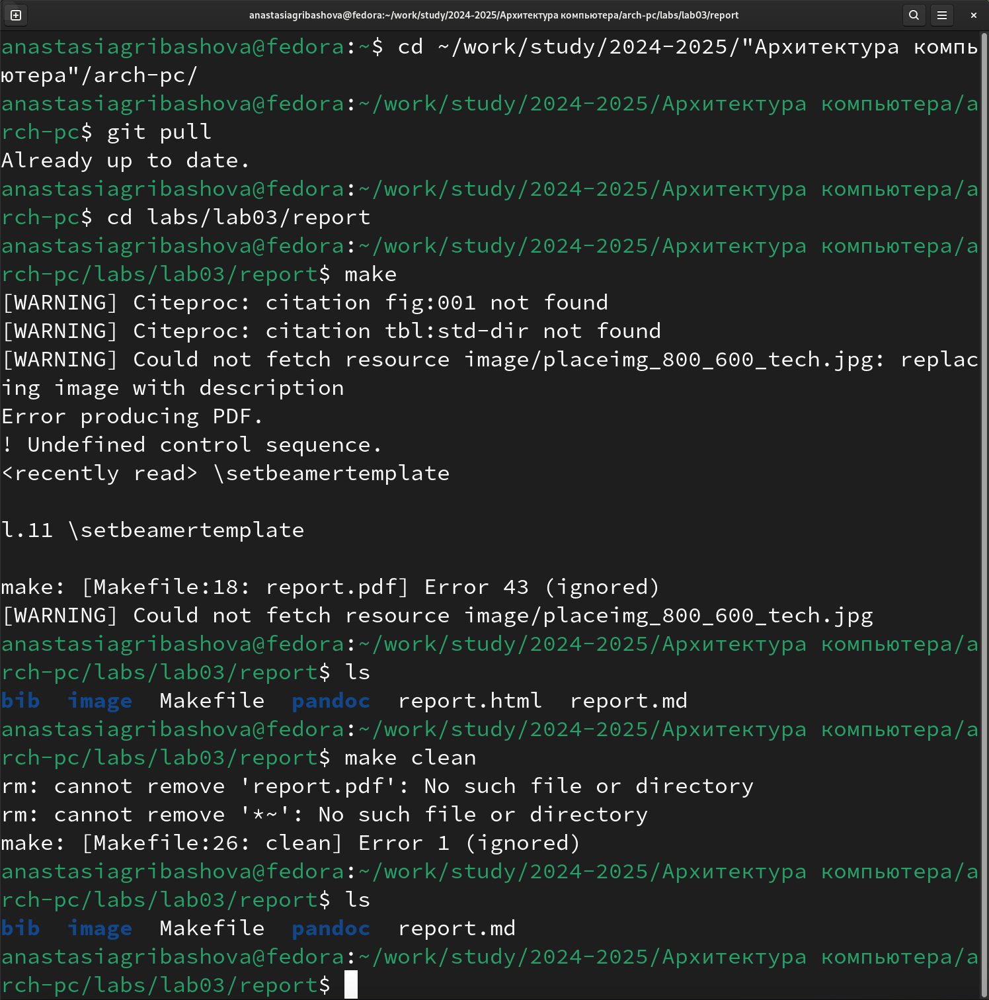 anastasiagribashova@fedora:~/work/study/2024-2025/Архитектура компьютера/arch-pc/labs/lab03/report
anastasiagribashova@fedora:~$ cd ~/work/study/2024-2025/"Архитектура компь
ютера"/arch-pc/
anastasiagribashova@fedora:~/work/study/2024-2025/Архитектура компьютера/a
rch-pc$ git pull
Already up to date.
anastasiagribashova@fedora:~/work/study/2024-2025/Архитектура компьютера/a
rch-pc$ cd labs/lab03/report
anastasiagribashova@fedora:~/work/study/2024-2025/Архитектура компьютера/a
rch-pc/labs/lab03/report$ make
[WARNING] Citeproc: citation fig:001 not found
[WARNING] Citeproc: citation tbl:std-dir not found
[WARNING] Could not fetch resource image/placeimg_800_600_tech.jpg: replac
ing image with description
Error producing PDF.
! Undefined control sequence.
<recently read> \setbeamertemplate
l.11 \setbeamertemplate
make: [Makefile:18: report.pdf] Error 43 (ignored)
[WARNING] Could not fetch resource image/placeimg_800_600_tech.jpg
anastasiagribashova@fedora:~/work/study/2024-2025/Архитектура компьютера/a
rch-pc/labs/lab03/report$ ls
bib  image  Makefile  pandoc  report.html  report.md
anastasiagribashova@fedora:~/work/study/2024-2025/Архитектура компьютера/a
rch-pc/labs/lab03/report$ make clean
rm: cannot remove 'report.pdf': No such file or directory
rm: cannot remove '*~': No such file or directory
make: [Makefile:26: clean] Error 1 (ignored)
anastasiagribashova@fedora:~/work/study/2024-2025/Архитектура компьютера/a
rch-pc/labs/lab03/report$ ls
bib  image  Makefile  pandoc  report.md
anastasiagribashova@fedora:~/work/study/2024-2025/Архитектура компьютера/a
rch-pc/labs/lab03/report$